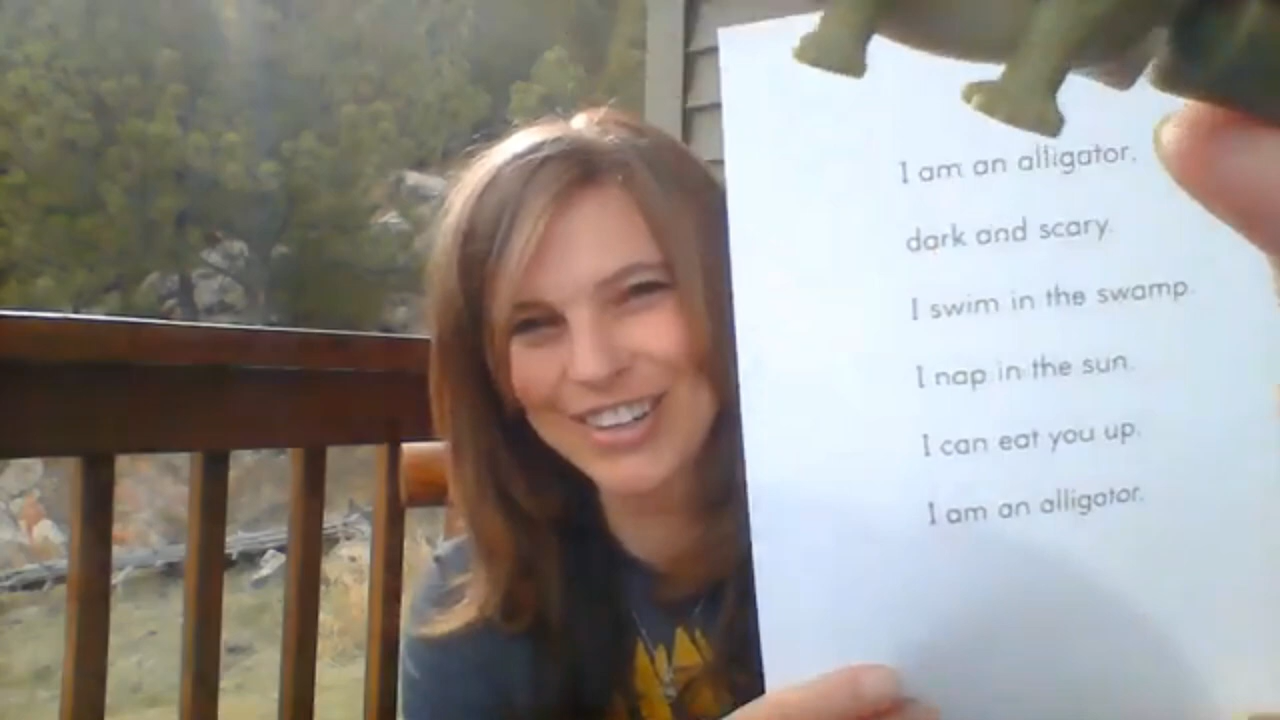 I am an alligator,
dark and scary.
I swim in the swamp.
I nap in the sun.
I can eat you up.
I am an alligator.